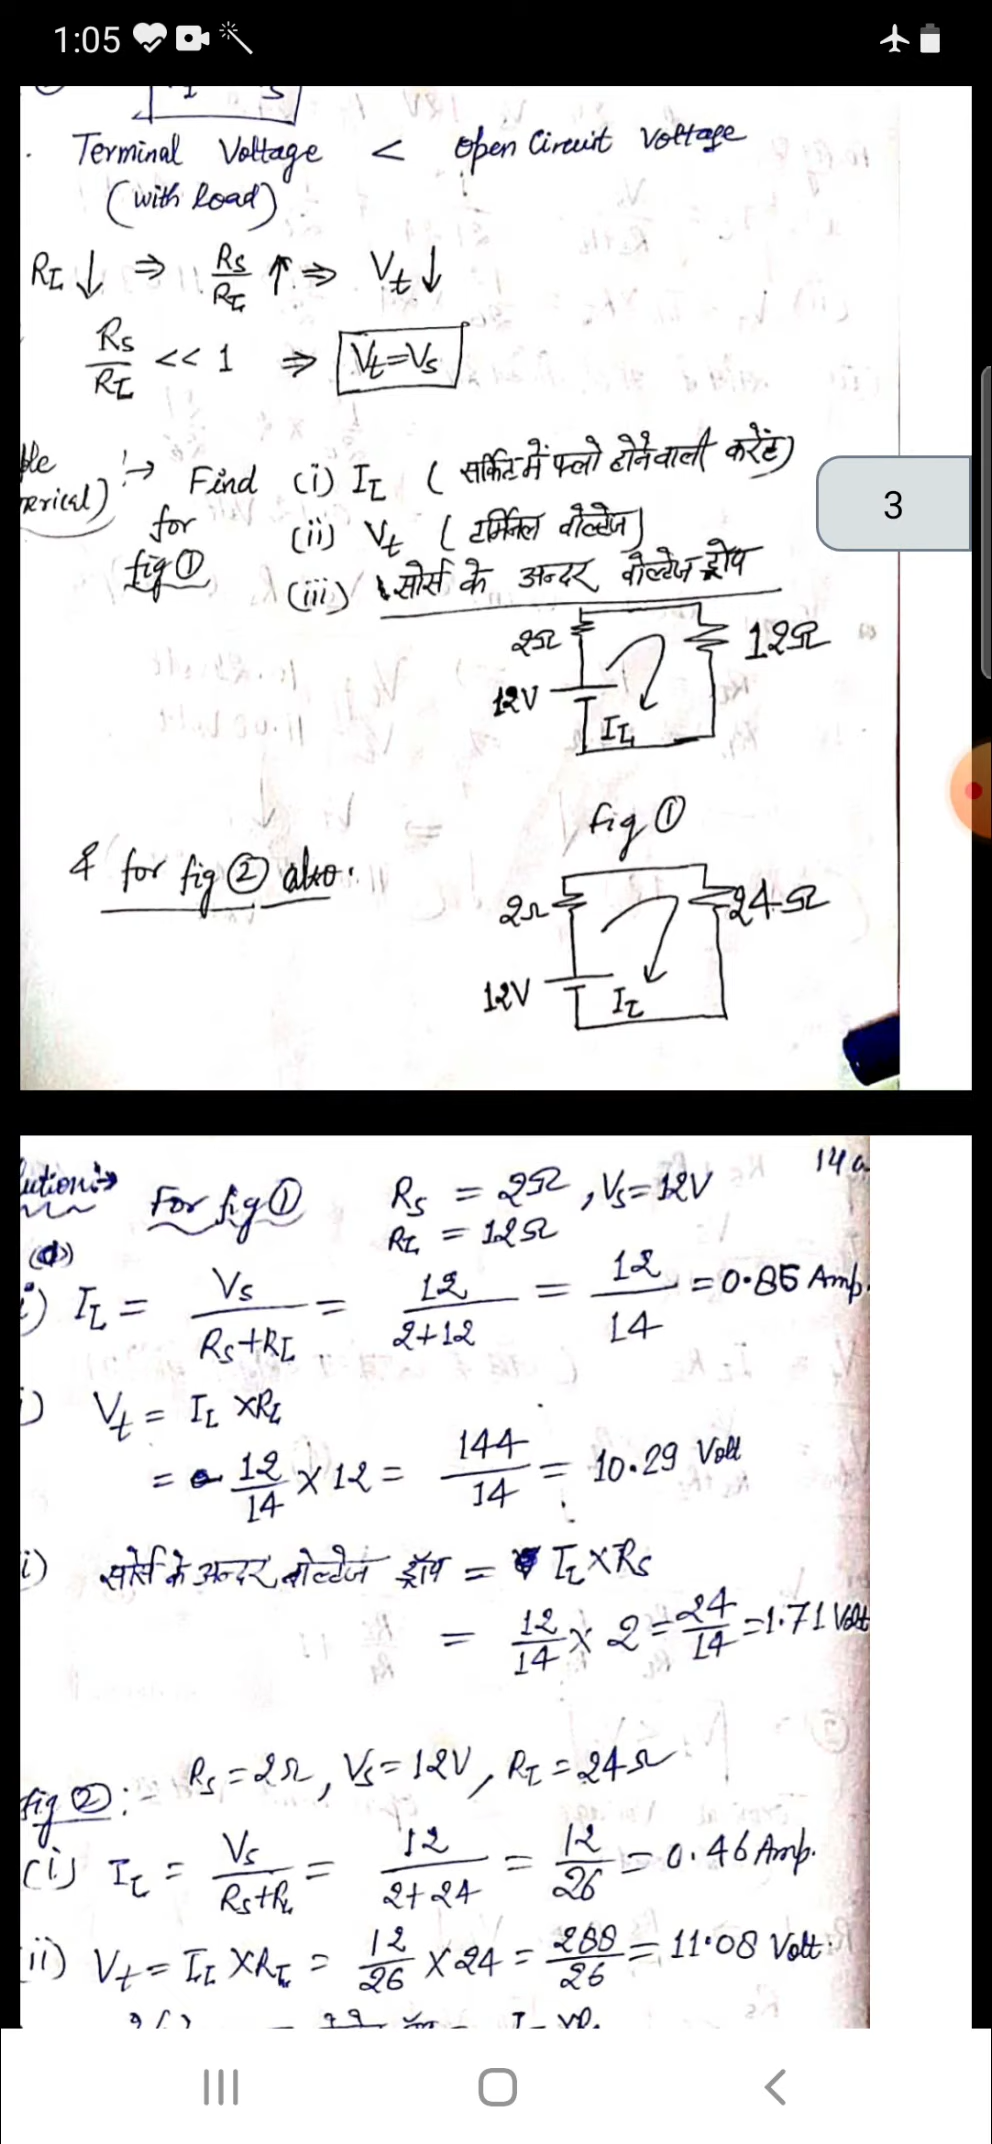 1:05
Terminal Voltage < Open Circuit Voltage
(with Load)
RL ↓ ⇒ Rs/RL ↑ ⇒ Vt ↓
Rs/RL << 1 ⇒ Vt=Vs
:→ Find (i) IL ( सर्किट में फ्लो होने वाली करेंट)
for (ii) Vt ( टर्मिनल वोल्टेज)
fig ① (iii) सोर्स के अन्दर वोल्टेज ड्रोप
3
2Ω 12Ω
12V
IL
fig ①
& for fig ② also.
2Ω 24Ω
12V IL
ution:→ For fig ① Rs = 2Ω , Vs=12V
RL = 12Ω
i) IL = Vs/(Rs+RL) = 12/(2+12) = 12/14 = 0.85 Amp.
) Vt = IL ×RL
= 12/14 × 12 = 144/14 = 10.29 Volt
i) सोर्स के अन्दर वोल्टेज ड्रॉप = IL×Rs
= 12/14 × 2 = 24/14 = 1.71 Volt
fig ②:- Rs=2Ω, Vs=12V, RL=24Ω
(i) IL = Vs/(Rs+RL) = 12/(2+24) = 12/26 = 0.46 Amp.
ii) Vt = IL ×RL = 12/26 × 24 = 288/26 = 11.08 Volt.